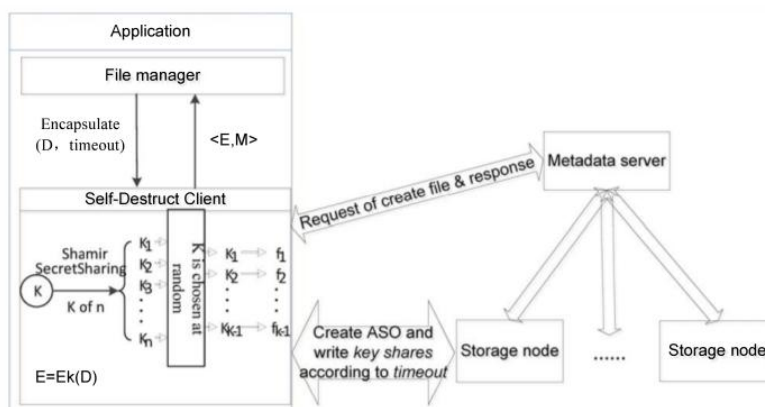 Application
File manager
Encapsulate
(D, timeout)
<E,M>
Self-Destruct Client
Shamir
SecretSharing
K
K of n
K1
K2
K3
Kn
K is chosen at
random
K1
f1
K2
f2
Kk-1
fk-1
E=Ek(D)
Request of create file & response
Metadata server
Create ASO and
write key shares
according to timeout
Storage node
......
Storage node